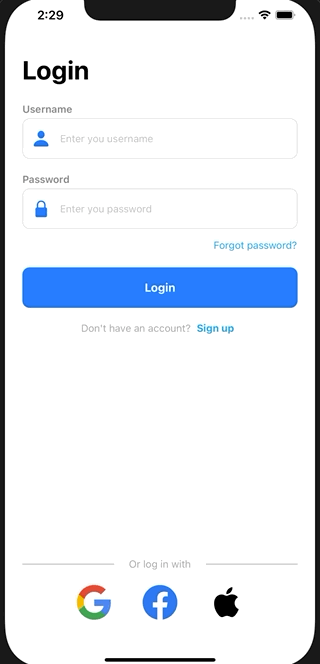 2:29
Login
Username
Enter you username
Password
Enter you password
Forgot password?
Login
Don't have an account? Sign up
Or log in with